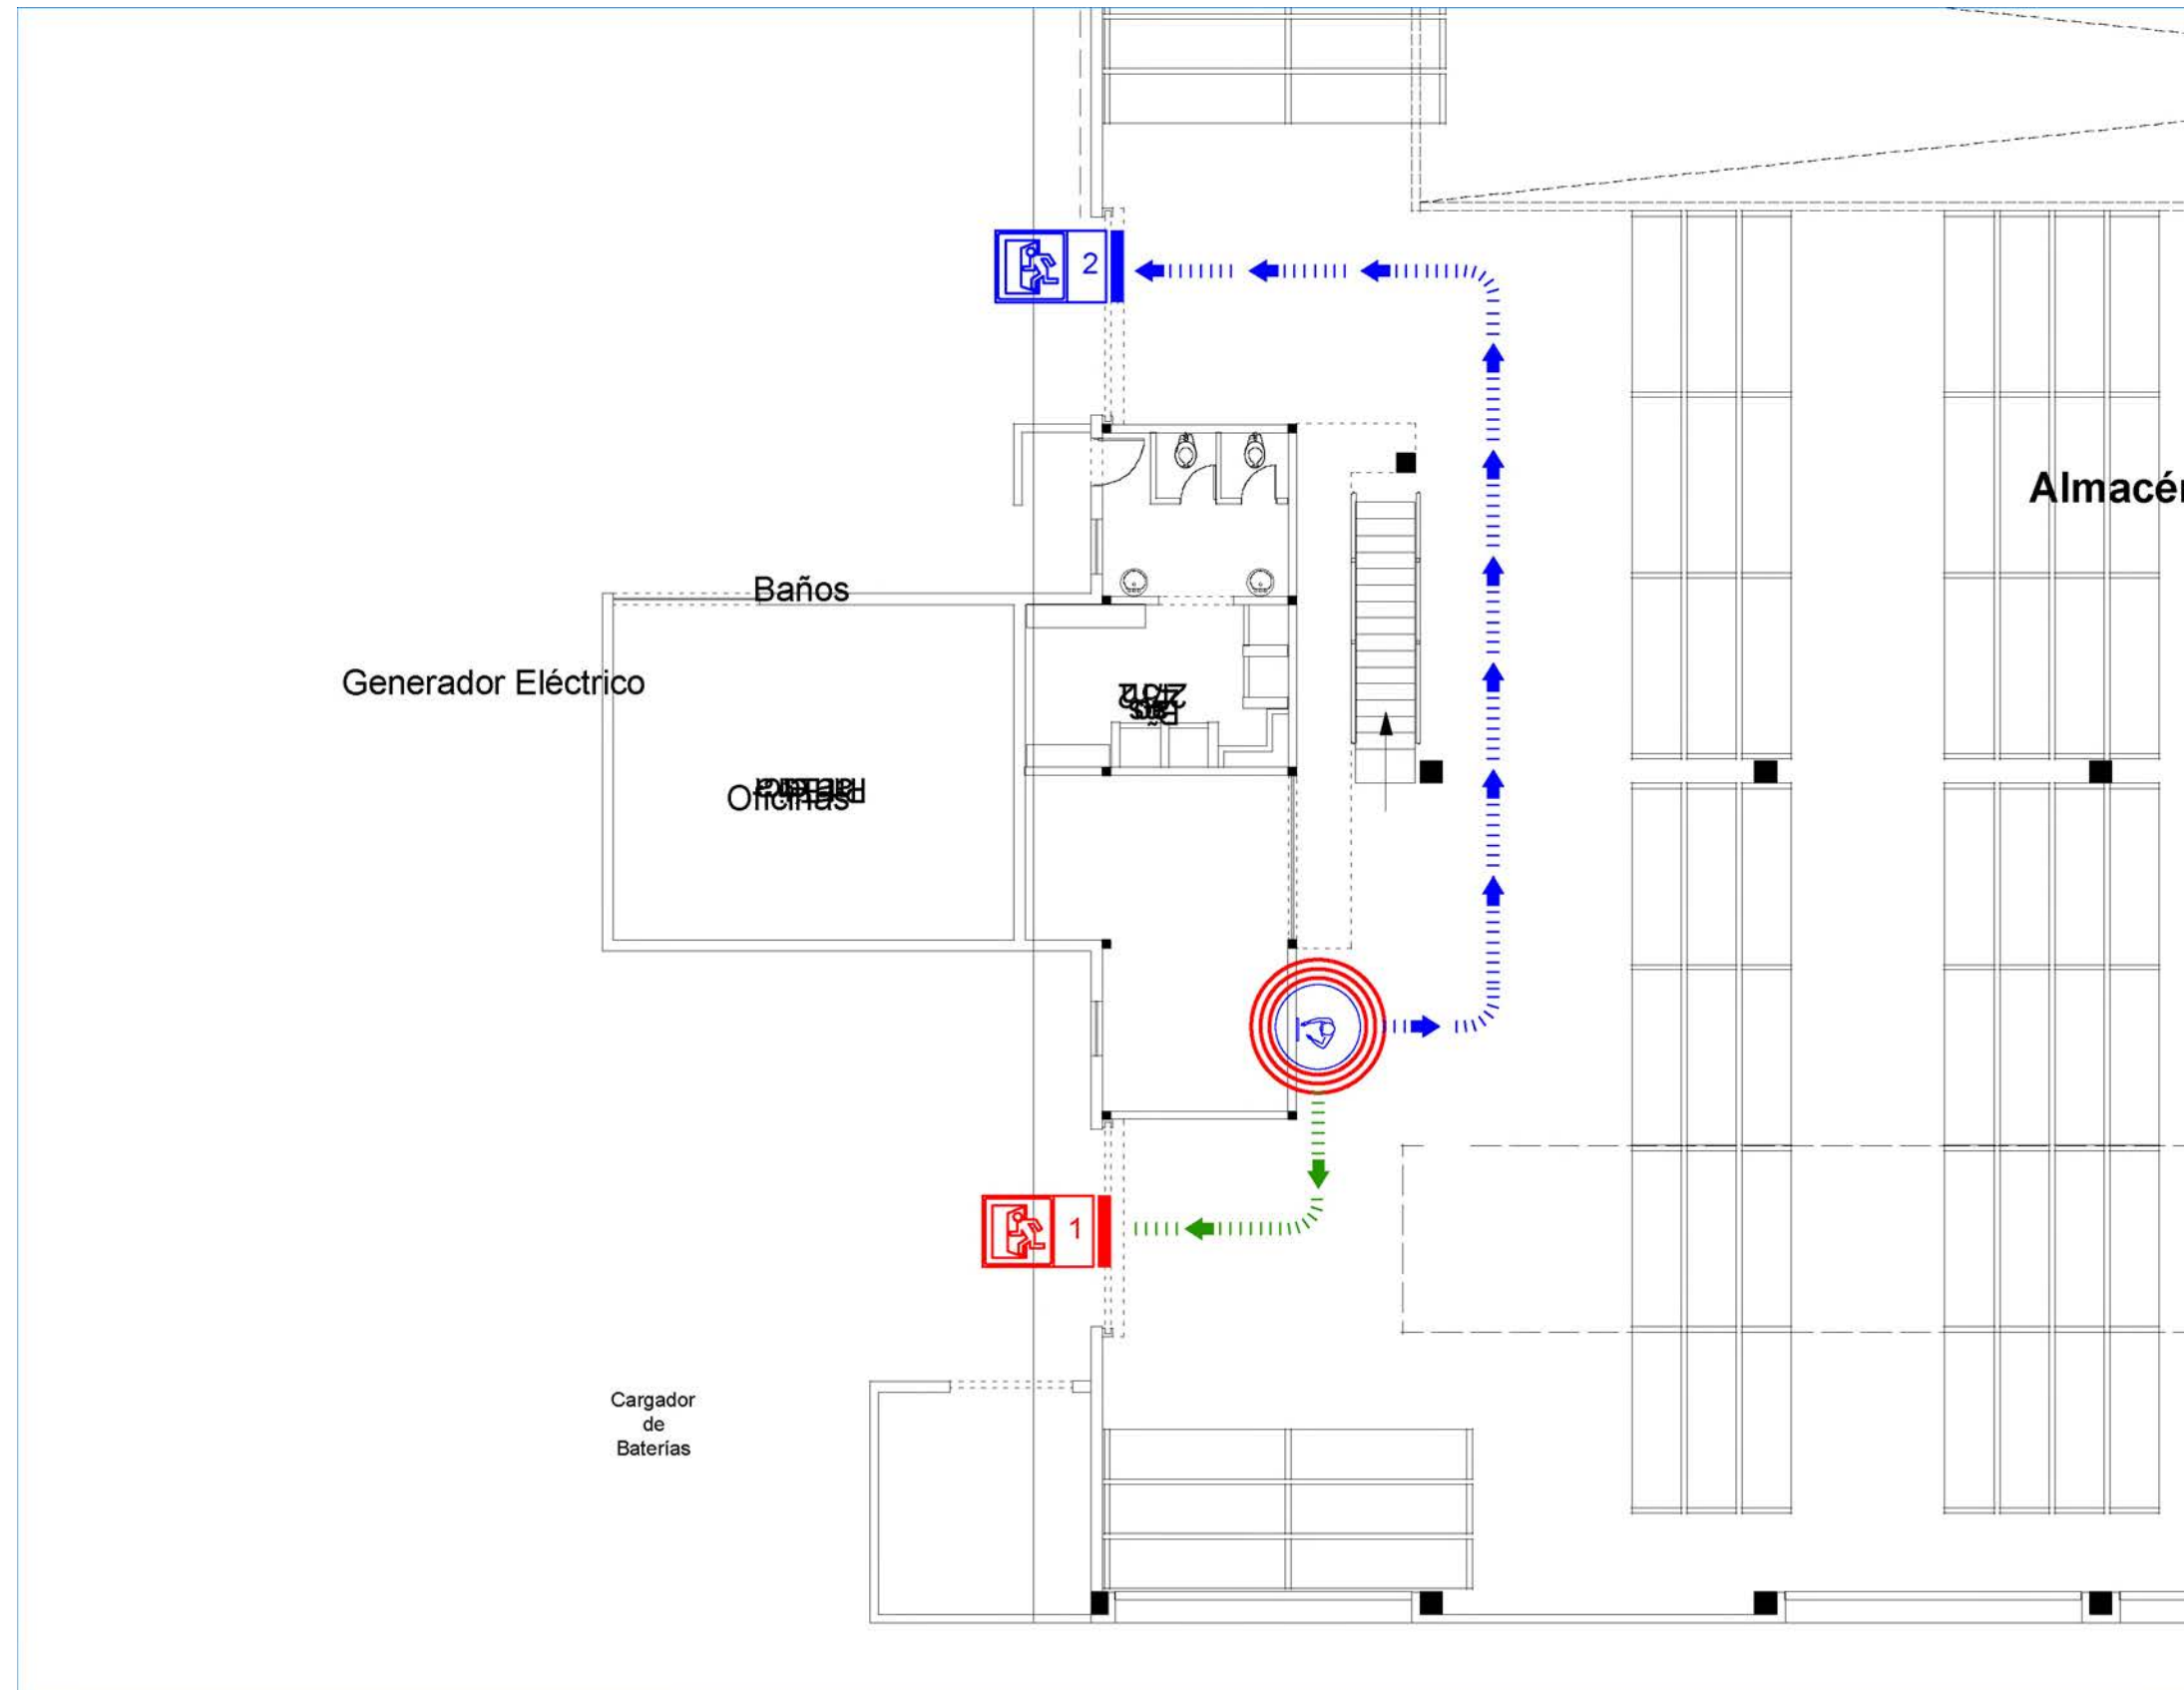 2
Almacén
Baños
Generador Eléctrico
Oficinas
1
Cargador
de
Baterías